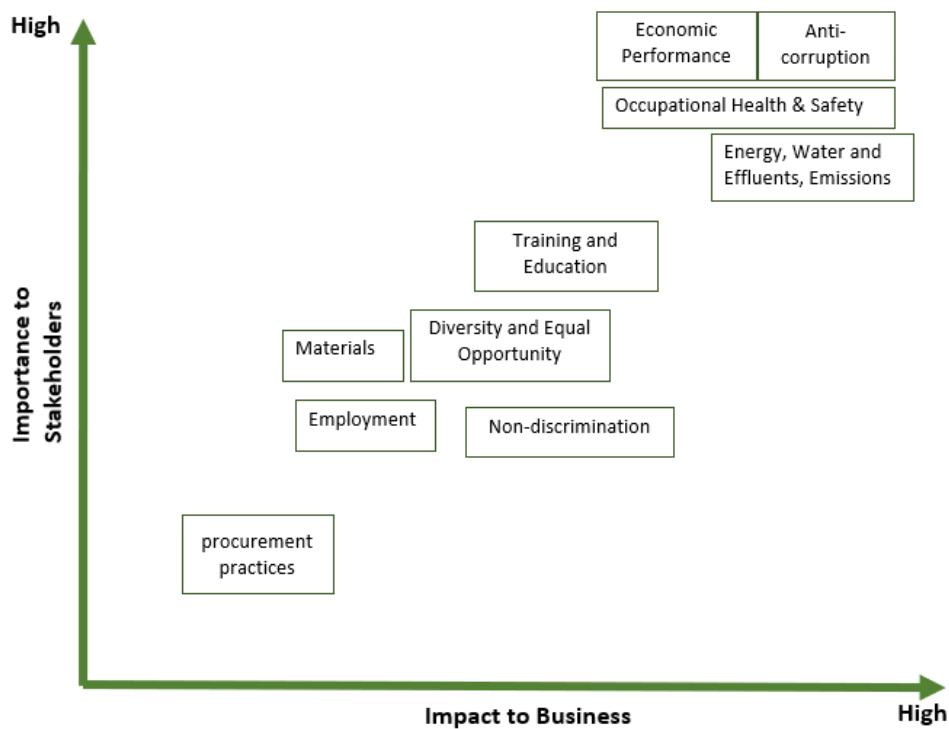 High
Economic
Performance
Anti-
corruption
Occupational Health & Safety
Energy, Water and
Effluents, Emissions
Training and
Education
Importance to
Stakeholders
Diversity and Equal
Opportunity
Materials
Employment
Non-discrimination
procurement
practices
Impact to Business
High